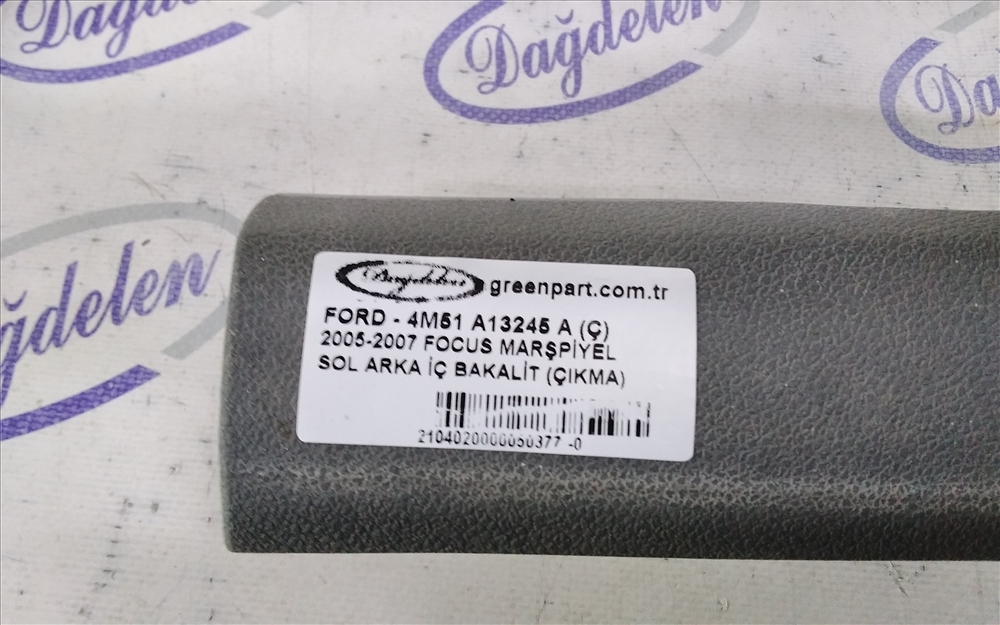 Dağdelen
Dağdelen
Dağ
Dağdelen
Dağdelen
greenpart.com.tr
FORD - 4M51 A13245 A (Ç)
2005-2007 FOCUS MARŞPİYEL
SOL ARKA İÇ BAKALİT (ÇIKMA)
2104020000050377 -0